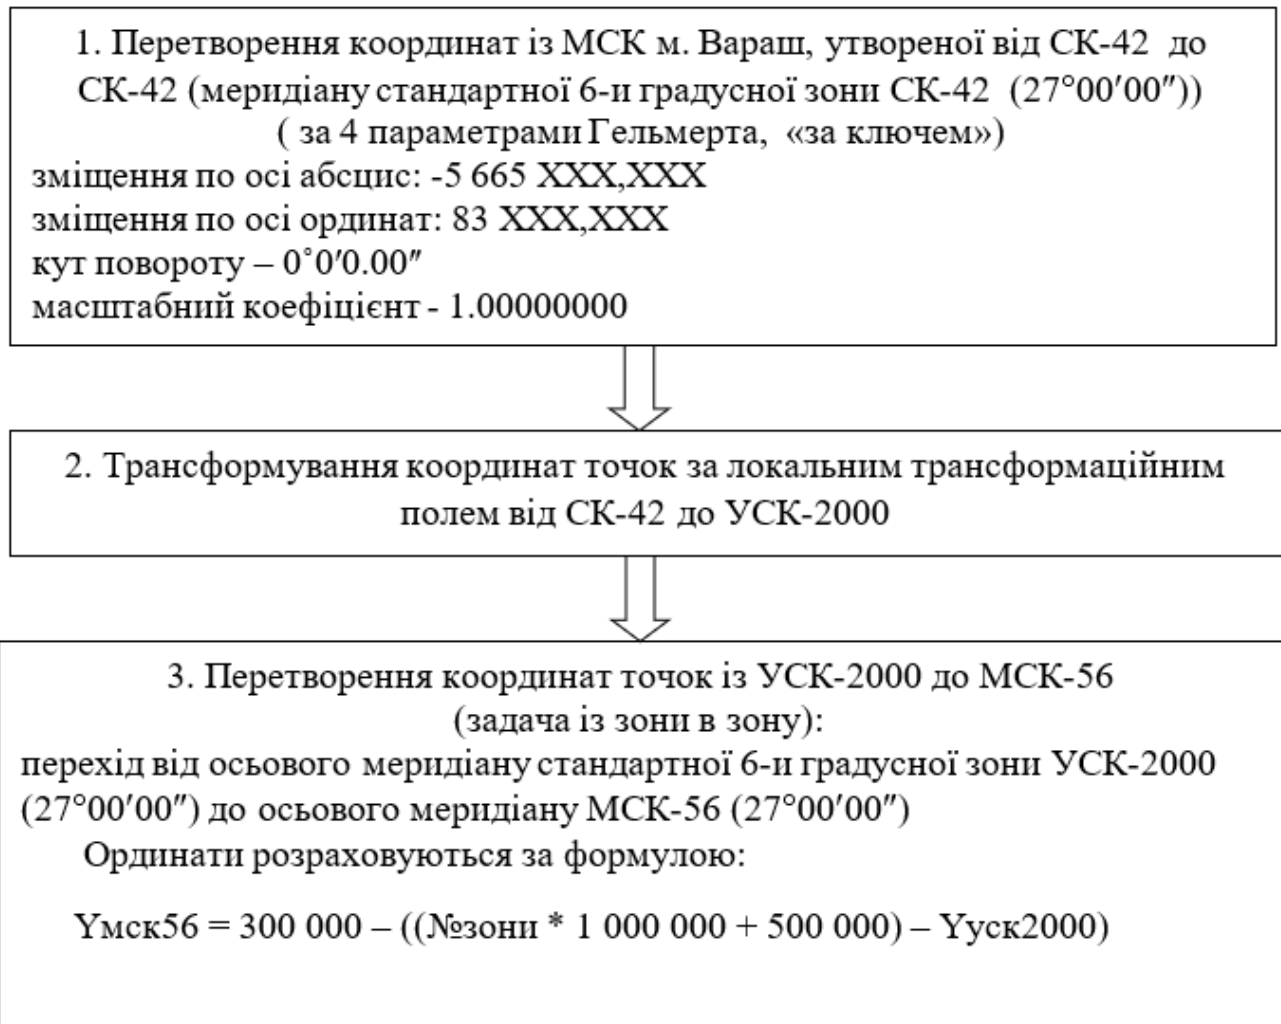 1. Перетворення координат із МСК м. Вараш, утвореної від СК-42 до
СК-42 (меридіану стандартної 6-и градусної зони СК-42 (27°00′00″))
( за 4 параметрами Гельмерта, «за ключем»)
зміщення по осі абсцис: -5 665 XXX,XXX
зміщення по осі ординат: 83 XXX,XXX
кут повороту – 0˚0′0.00″
масштабний коефіцієнт - 1.00000000
2. Трансформування координат точок за локальним трансформаційним
полем від СК-42 до УСК-2000
3. Перетворення координат точок із УСК-2000 до МСК-56
(задача із зони в зону):
перехід від осьового меридіану стандартної 6-и градусної зони УСК-2000
(27°00′00″) до осьового меридіану МСК-56 (27°00′00″)
Ординати розраховуються за формулою:
Yмск56 = 300 000 – ((№зони * 1 000 000 + 500 000) – Yуск2000)